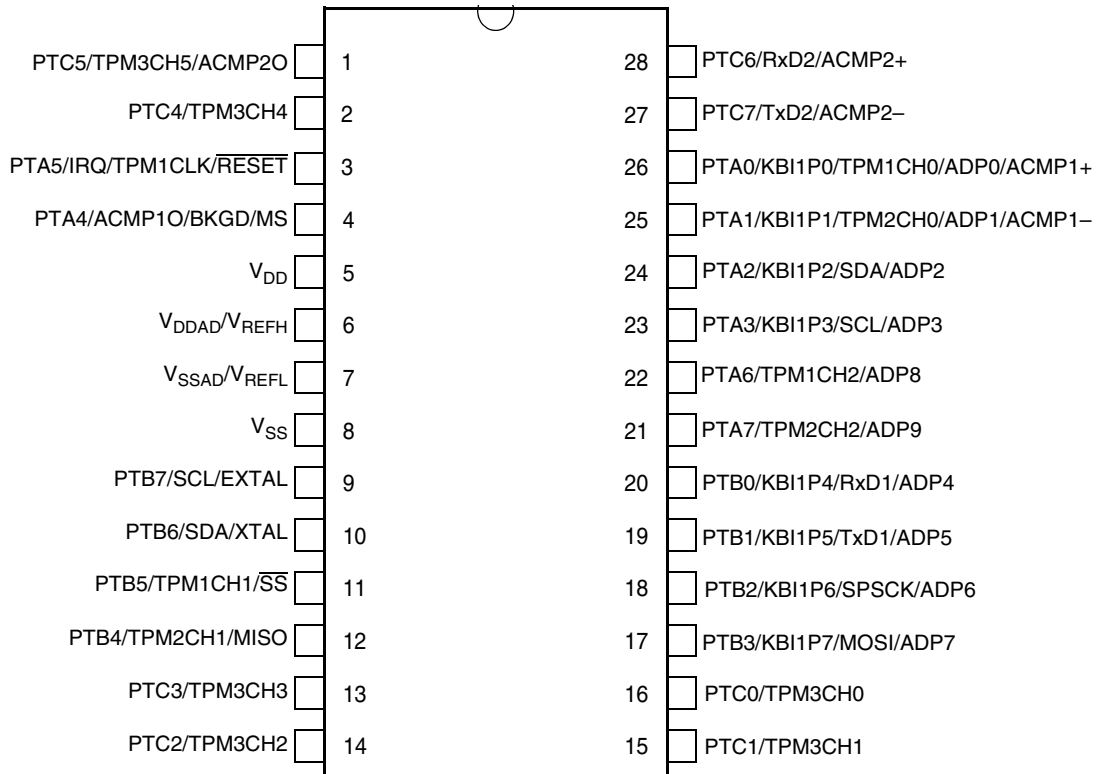 PTC5/TPM3CH5/ACMP2O 1 28 PTC6/RxD2/ACMP2+
PTC4/TPM3CH4 2 27 PTC7/TxD2/ACMP2–
PTA5/IRQ/TPM1CLK/RESET 3 26 PTA0/KBI1P0/TPM1CH0/ADP0/ACMP1+
PTA4/ACMP1O/BKGD/MS 4 25 PTA1/KBI1P1/TPM2CH0/ADP1/ACMP1–
VDD 5 24 PTA2/KBI1P2/SDA/ADP2
VDDAD/VREFH 6 23 PTA3/KBI1P3/SCL/ADP3
VSSAD/VREFL 7 22 PTA6/TPM1CH2/ADP8
VSS 8 21 PTA7/TPM2CH2/ADP9
PTB7/SCL/EXTAL 9 20 PTB0/KBI1P4/RxD1/ADP4
PTB6/SDA/XTAL 10 19 PTB1/KBI1P5/TxD1/ADP5
PTB5/TPM1CH1/SS 11 18 PTB2/KBI1P6/SPSCK/ADP6
PTB4/TPM2CH1/MISO 12 17 PTB3/KBI1P7/MOSI/ADP7
PTC3/TPM3CH3 13 16 PTC0/TPM3CH0
PTC2/TPM3CH2 14 15 PTC1/TPM3CH1